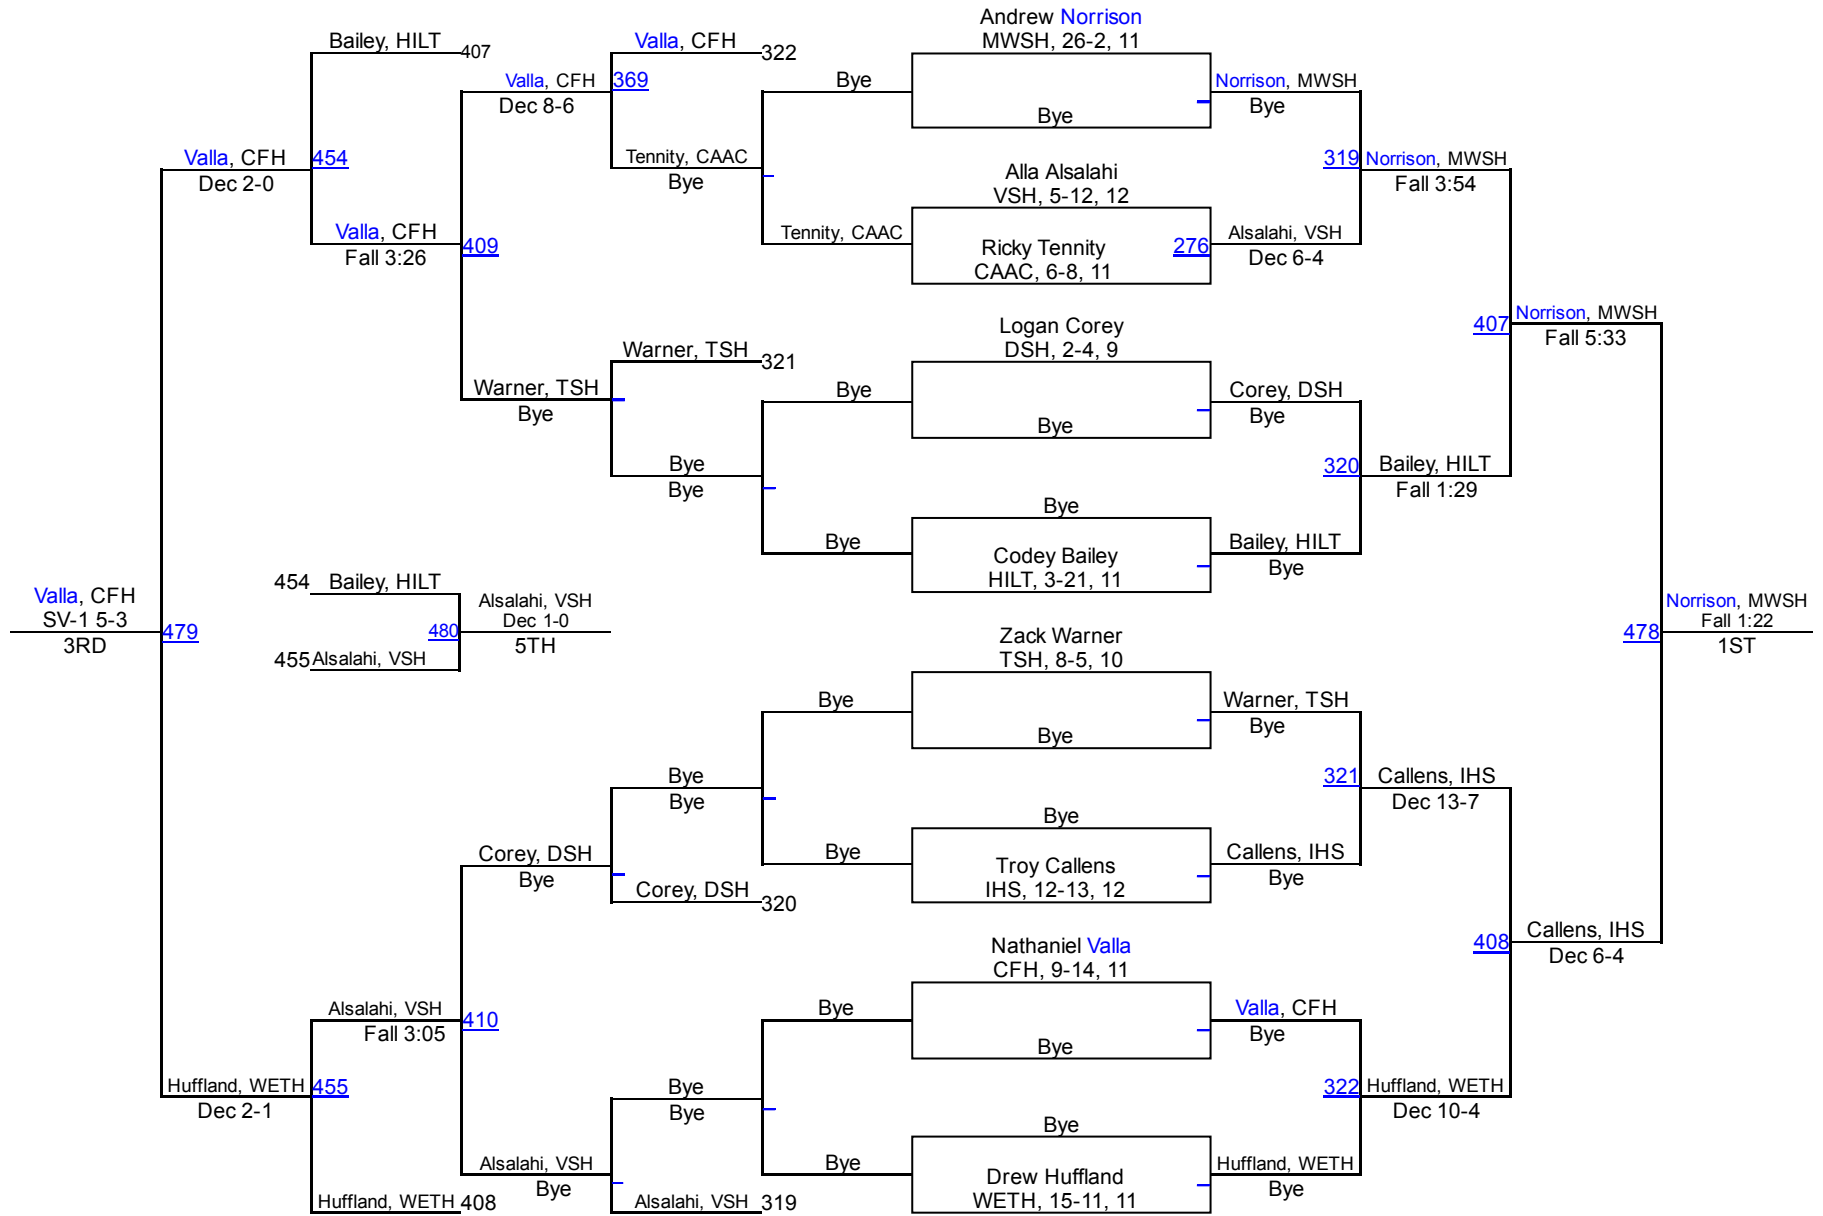 Andrew Norrison
MWSH, 26-2, 11
Bailey, HILT
407
Valla, CFH
322
Valla, CFH
369
Dec 8-6
Bye
Bye
Norrison, MWSH
Bye
Valla, CFH
454
Dec 2-0
Tennity, CAAC
Bye
Alla Alsalahi
VSH, 5-12, 12
319
Norrison, MWSH
Fall 3:54
Valla, CFH
409
Fall 3:26
Tennity, CAAC
Ricky Tennity
276
CAAC, 6-8, 11
Alsalahi, VSH
Dec 6-4
Logan Corey
DSH, 2-4, 9
407
Norrison, MWSH
Fall 5:33
Warner, TSH
321
Warner, TSH
Bye
Bye
Bye
Corey, DSH
Bye
Bye
Bye
320
Bailey, HILT
Fall 1:29
Bye
Bye
Codey Bailey
HILT, 3-21, 11
Bailey, HILT
Bye
454
Bailey, HILT
Valla, CFH
SV-1 5-3
479
3RD
480
Alsalahi, VSH
Dec 1-0
5TH
455
Alsalahi, VSH
Zack Warner
TSH, 8-5, 10
478
Norrison, MWSH
Fall 1:22
1ST
Bye
Bye
Warner, TSH
Bye
Bye
Bye
321
Callens, IHS
Dec 13-7
Bye
Bye
Troy Callens
IHS, 12-13, 12
Callens, IHS
Bye
Corey, DSH
Bye
Corey, DSH
320
Nathaniel Valla
CFH, 9-14, 11
408
Callens, IHS
Dec 6-4
Alsalahi, VSH
410
Fall 3:05
Bye
Bye
Valla, CFH
Bye
Huffland, WETH
455
Dec 2-1
Bye
Bye
322
Huffland, WETH
Dec 10-4
Bye
Alsalahi, VSH
Bye
Bye
Drew Huffland
WETH, 15-11, 11
Huffland, WETH
Bye
Huffland, WETH
408
Alsalahi, VSH
319